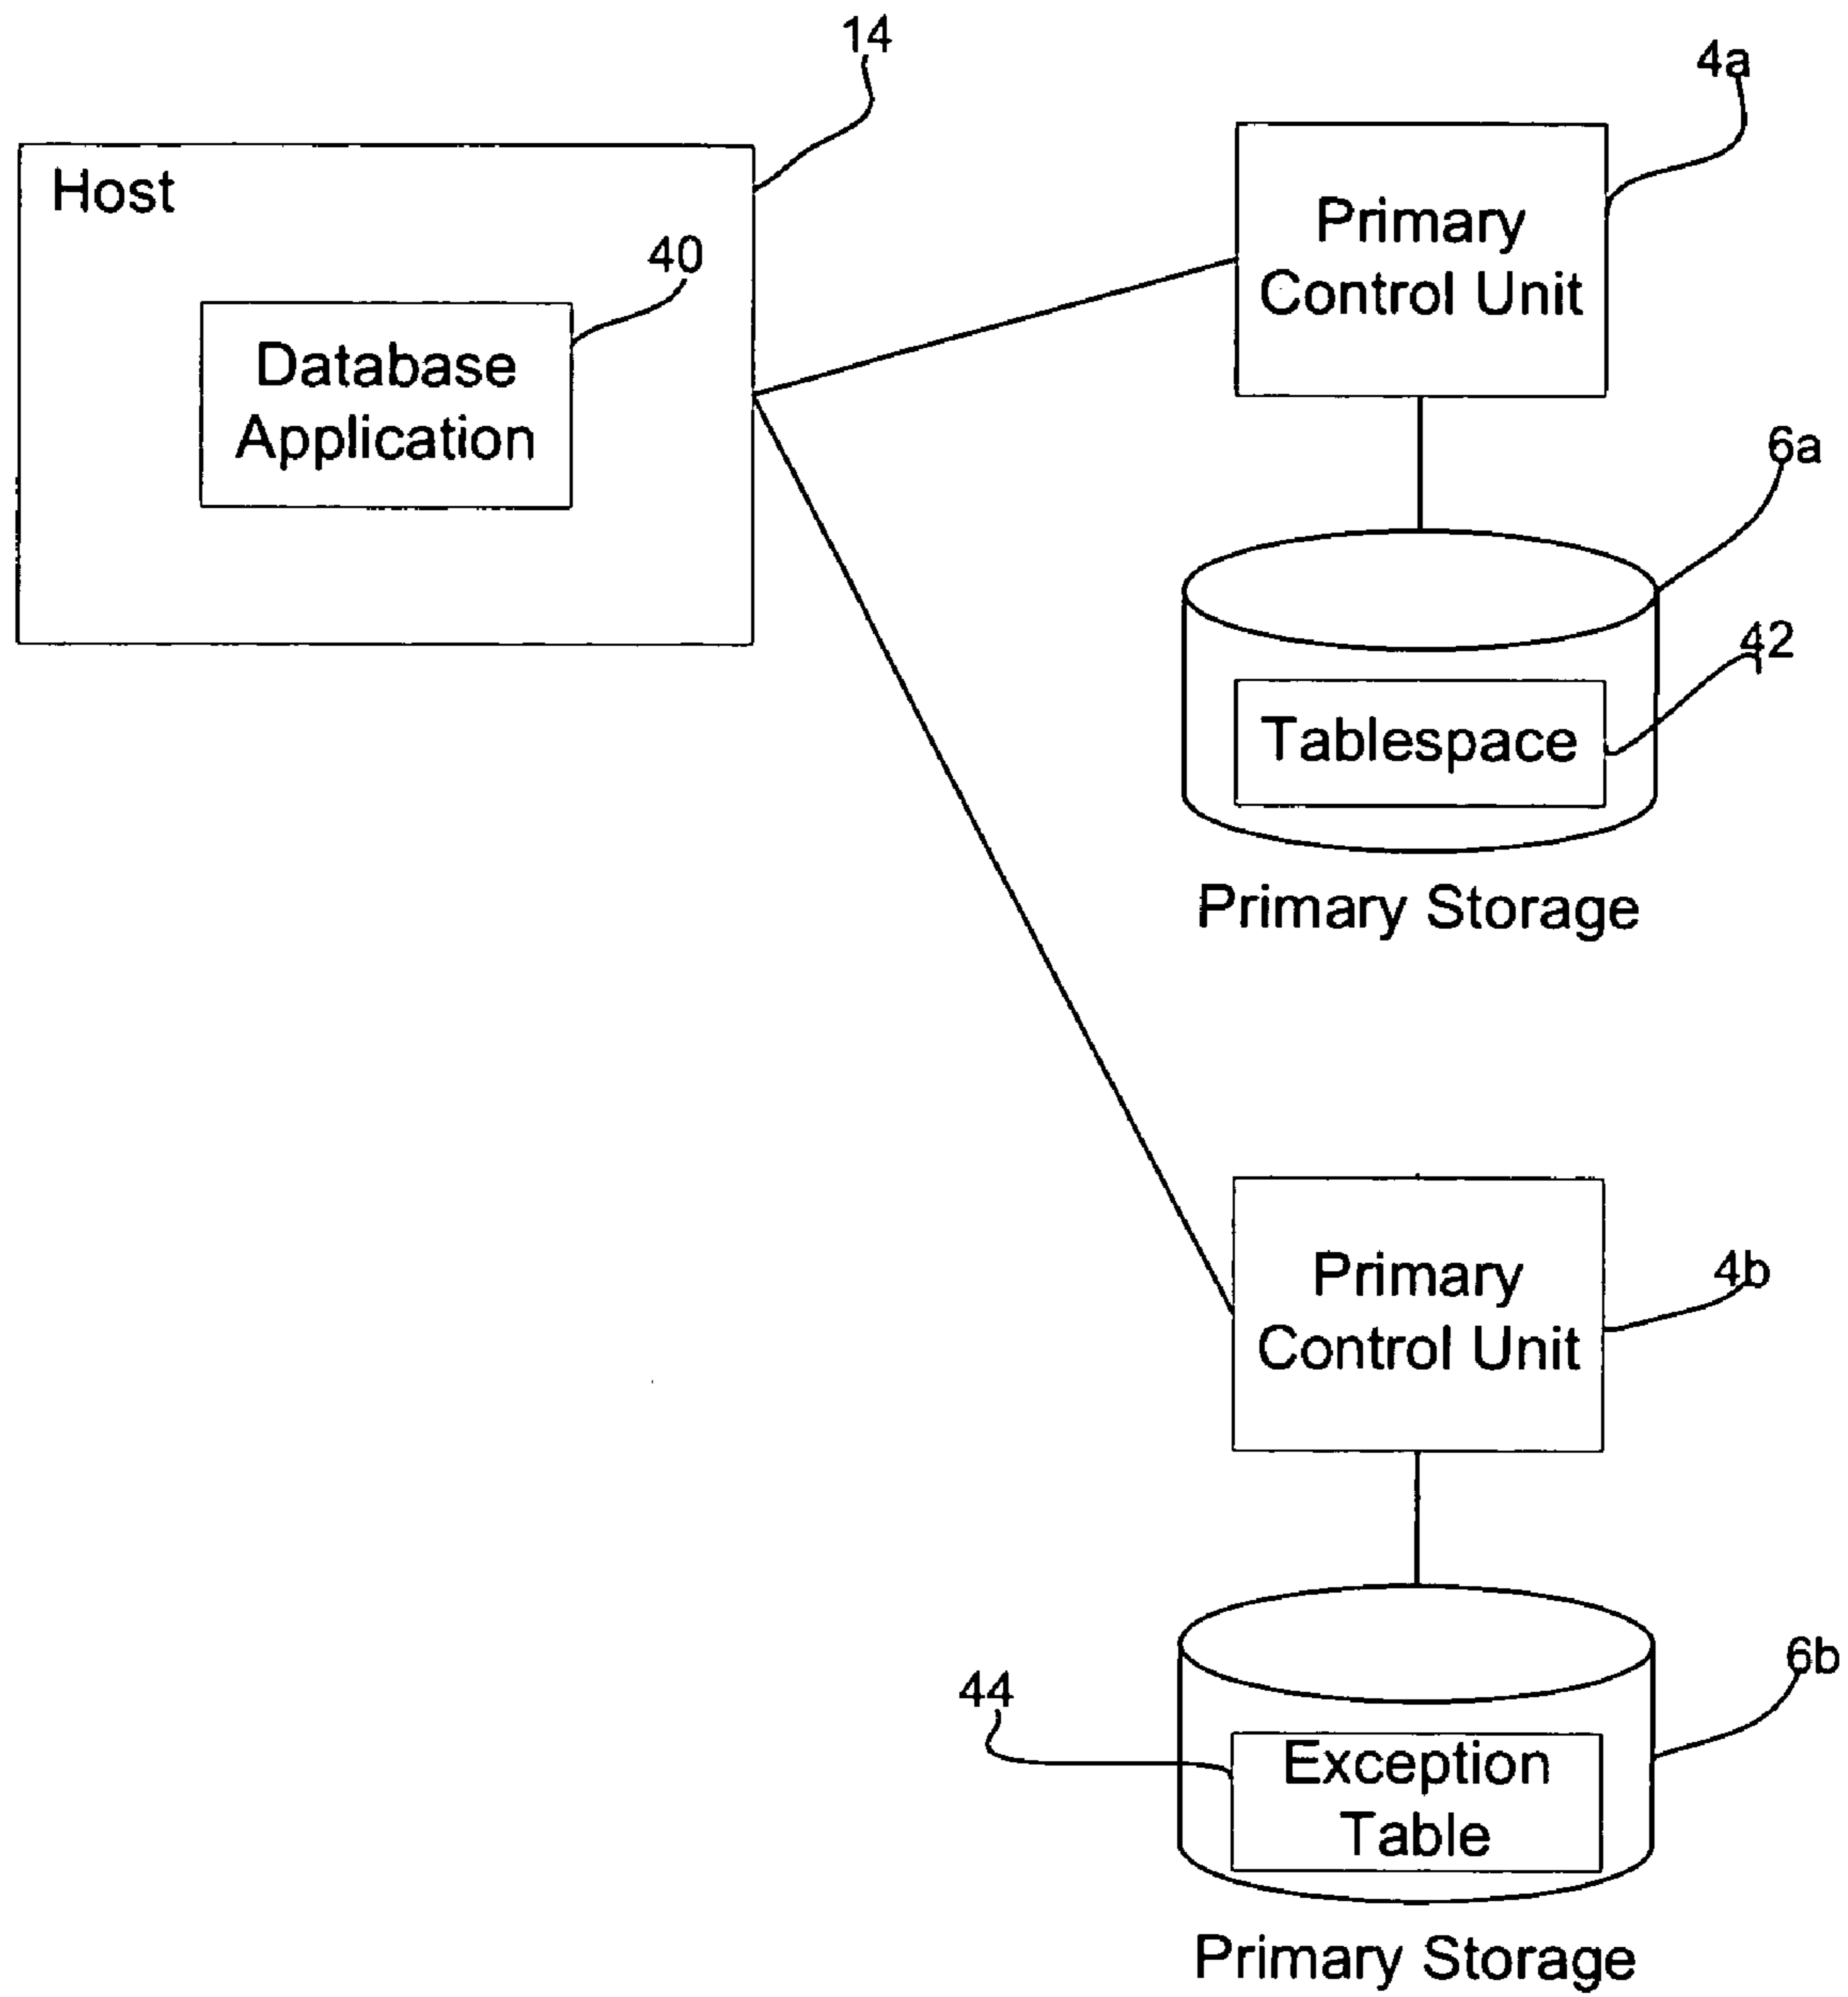 14
4a
Host
Primary
Control Unit
40
Database
Application
6a
42
Tablespace
Primary Storage
Primary
Control Unit
4b
6b
44
Exception
Table
Primary Storage